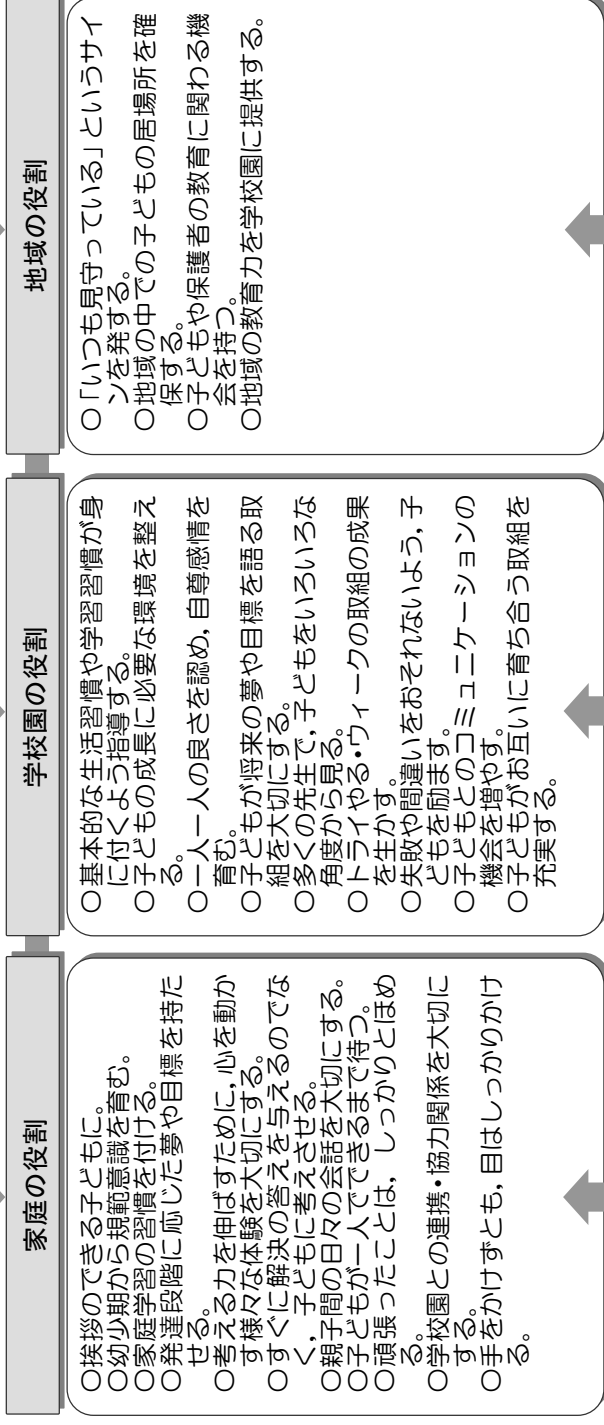 家庭の役割
○挨拶のできる子どもに。
○幼少期から規範意識を育む。
○家庭学習の習慣を付ける。
○発達段階に応じた夢や目標を持た
せる。
○考える力を伸ばすために，心を動か
す様々な体験を大切にする。
○すぐに解決の答えを与えるのでな
く，子どもに考えさせる。
○親子間の日々の会話を大切にする。
○子どもが一人でできるまで待つ。
○頑張ったことは，しっかりとほめ
る。
○学校園との連携・協力関係を大切に
する。
○手をかけずとも，目はしっかりかけ
る。
学校園の役割
○基本的な生活習慣や学習習慣が身
に付くよう指導する。
○子どもの成長に必要な環境を整え
る。
○一人一人の良さを認め，自尊感情を
育む。
○子どもが将来の夢や目標を語る取
組を大切にする。
○多くの先生で，子どもをいろいろな
角度から見る。
○トライやる・ウィークの取組の成果
を生かす。
○失敗や間違いをおそれないよう，子
どもを励ます。
○子どもとのコミュニケーションの
機会を増やす。
○子どもがお互いに育ち合う取組を
充実する。
地域の役割
○「いつも見守っている」というサイ
ンを発する。
○地域の中での子どもの居場所を確
保する。
○子どもや保護者の教育に関わる機
会を持つ。
○地域の教育力を学校園に提供する。